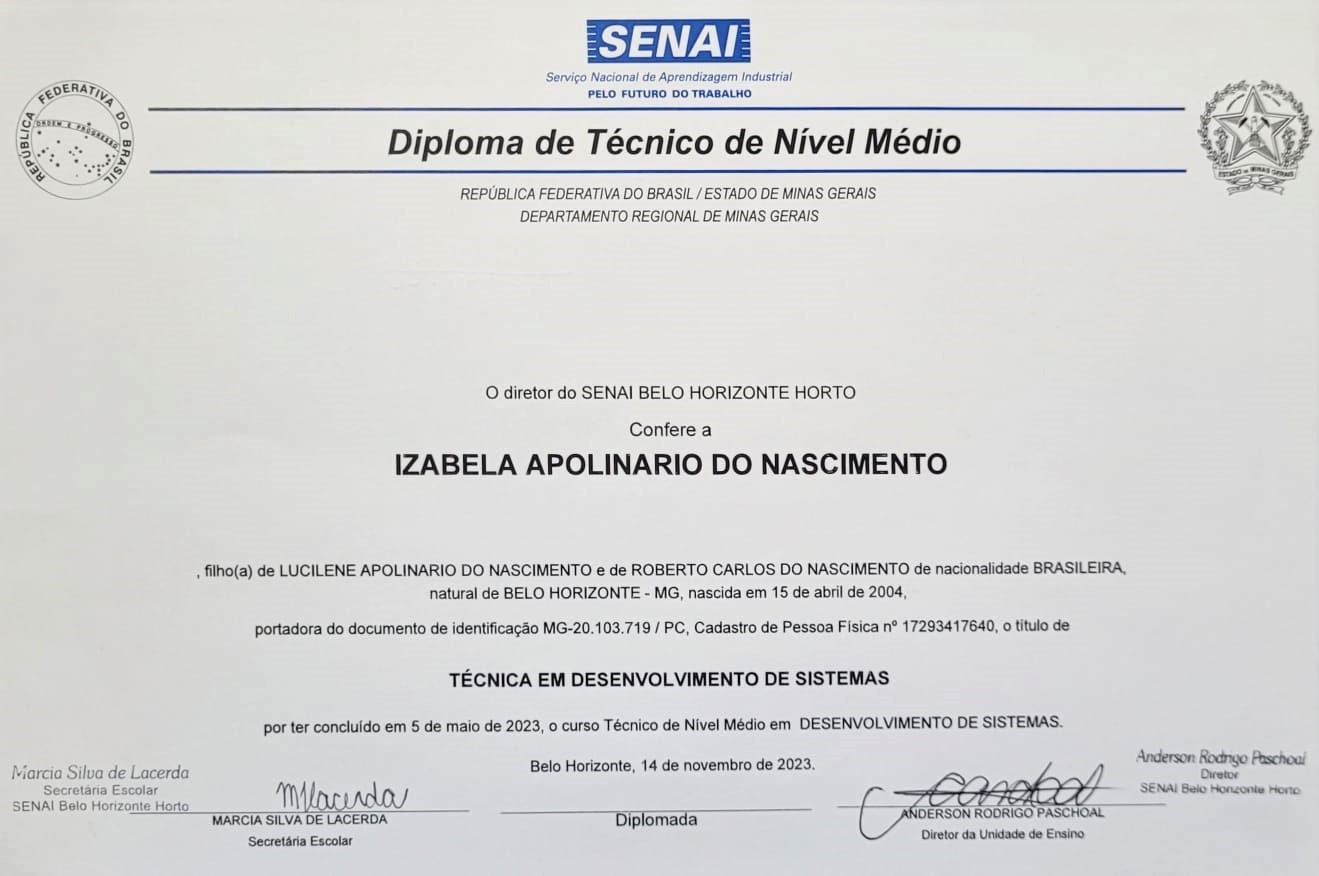 SENAI
Serviço Nacional de Aprendizagem Industrial
PELO FUTURO DO TRABALHO
REPÚBLICA FEDERATIVA DO BRASIL
ORDEM E PROGRESSO
Diploma de Técnico de Nível Médio
ESTADO DE MINAS GERAIS
REPÚBLICA FEDERATIVA DO BRASIL / ESTADO DE MINAS GERAIS
DEPARTAMENTO REGIONAL DE MINAS GERAIS
O diretor do SENAI BELO HORIZONTE HORTO
Confere a
IZABELA APOLINARIO DO NASCIMENTO
, filho(a) de LUCILENE APOLINARIO DO NASCIMENTO e de ROBERTO CARLOS DO NASCIMENTO de nacionalidade BRASILEIRA,
natural de BELO HORIZONTE - MG, nascida em 15 de abril de 2004,
portadora do documento de identificação MG-20.103.719 / PC, Cadastro de Pessoa Física nº 17293417640, o título de
TÉCNICA EM DESENVOLVIMENTO DE SISTEMAS
por ter concluído em 5 de maio de 2023, o curso Técnico de Nível Médio em DESENVOLVIMENTO DE SISTEMAS.
Belo Horizonte, 14 de novembro de 2023.
Marcia Silva de Lacerda
Secretária Escolar
SENAI Belo Horizonte Horto
MLacerda
MARCIA SILVA DE LACERDA
Secretária Escolar
Diplomada
ANDERSON RODRIGO PASCHOAL
Diretor da Unidade de Ensino
Anderson Rodrigo Paschoal
Diretor
SENAI Belo Horizonte Horto